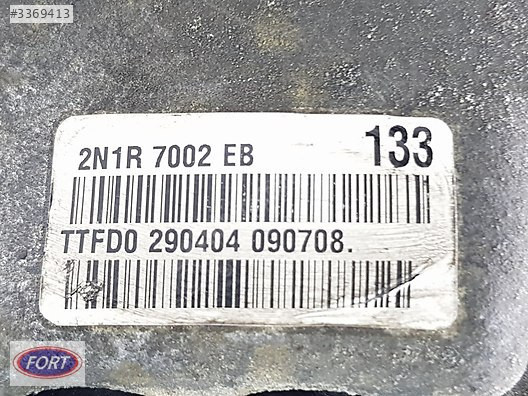 #3369413
2N1R 7002 EB 133
TTFD0 290404 090708.
FORT